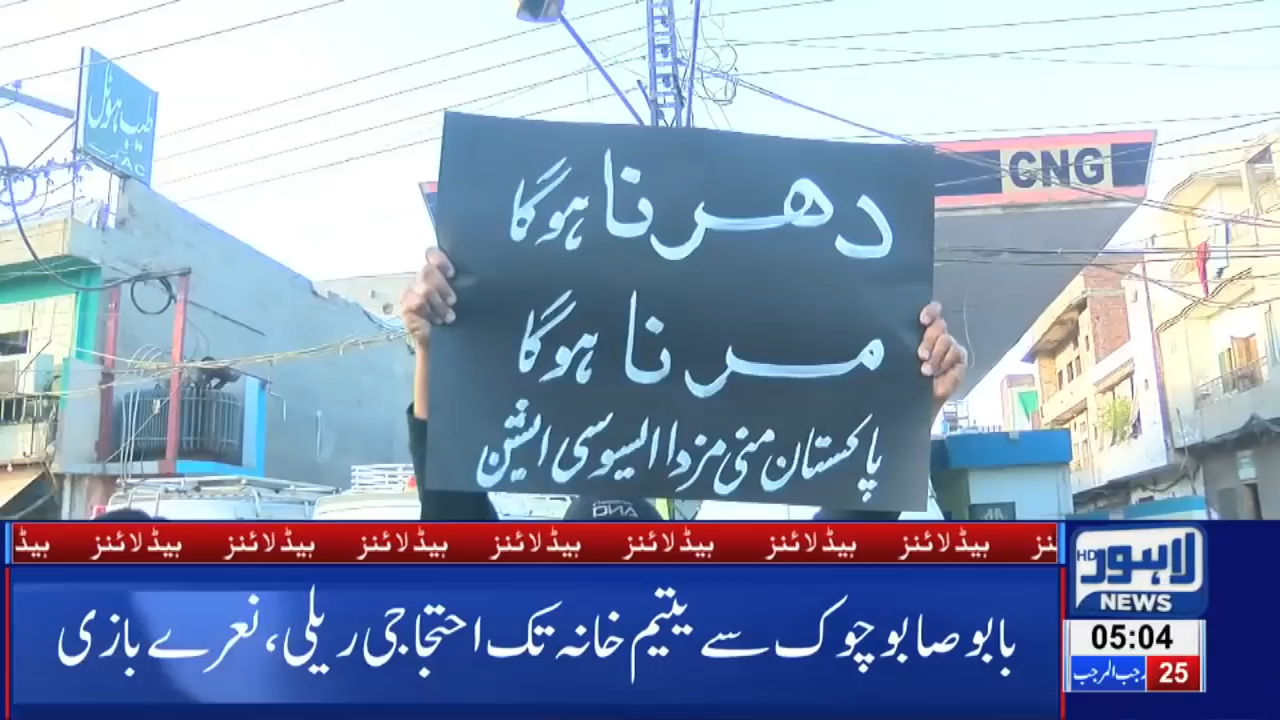 طیب ہوٹل
CNG
دھرنا ہوگا
مرنا ہوگا
پاکستان منی مزدا ایسوسی ایشن
ہیڈلائنز ہیڈلائنز ہیڈلائنز ہیڈلائنز ہیڈلائنز ہیڈلائنز ہیڈلائنز
بابو صابو چوک سے یتیم خانہ تک احتجاجی ریلی، نعرے بازی
لاہور HD
NEWS
05:04
25 رجب المرجب